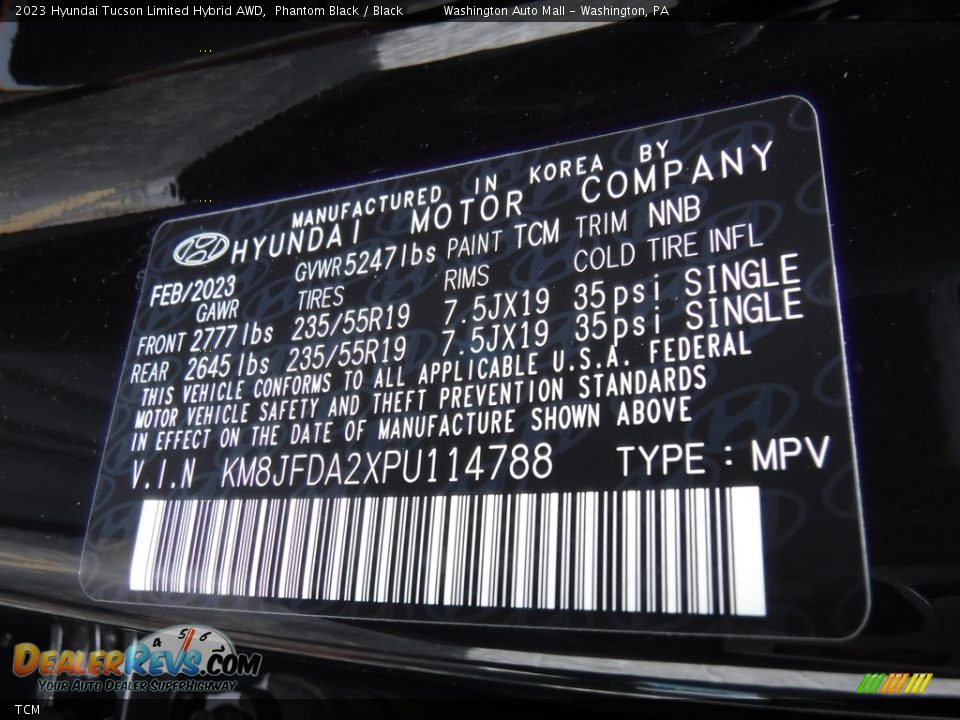 2023 Hyundai Tucson Limited Hybrid AWD, Phantom Black / Black Washington Auto Mall - Washington, PA
MANUFACTURED IN KOREA BY
HYUNDAI MOTOR COMPANY
FEB/2023 GVWR 5247lbs PAINT TCM TRIM NNB
GAWR TIRES RIMS COLD TIRE INFL
FRONT 2777lbs 235/55R19 7.5JX19 35psi SINGLE
REAR 2645lbs 235/55R19 7.5JX19 35psi SINGLE
THIS VEHICLE CONFORMS TO ALL APPLICABLE U.S.A. FEDERAL
MOTOR VEHICLE SAFETY AND THEFT PREVENTION STANDARDS
IN EFFECT ON THE DATE OF MANUFACTURE SHOWN ABOVE
V.I.N KM8JFDA2XPU114788 TYPE : MPV
4 5 6
DEALERREVS.COM
YOUR AUTO DEALER SUPERHIGHWAY
TCM